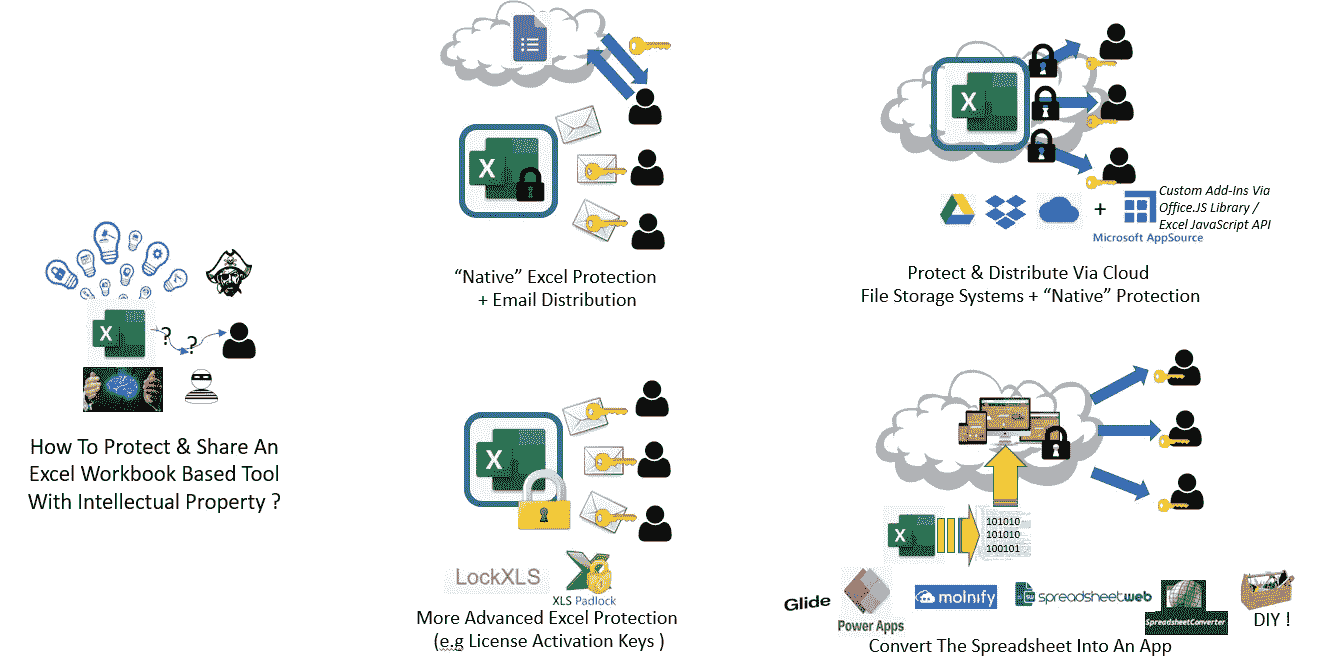 X
?
?
How To Protect & Share An
Excel Workbook Based Tool
With Intellectual Property ?
X
“Native” Excel Protection
+ Email Distribution
X
+
Custom Add-Ins Via
Office.JS Library /
Excel JavaScript API
Microsoft AppSource
Protect & Distribute Via Cloud
File Storage Systems + “Native” Protection
X
LockXLS
XLS Padlock
More Advanced Excel Protection
(e.g License Activation Keys )
X
101010
101010
100101
Glide
Power Apps
molnify
SW
spreadsheetweb
SpreadsheetConverter
DIY !
Convert The Spreadsheet Into An App